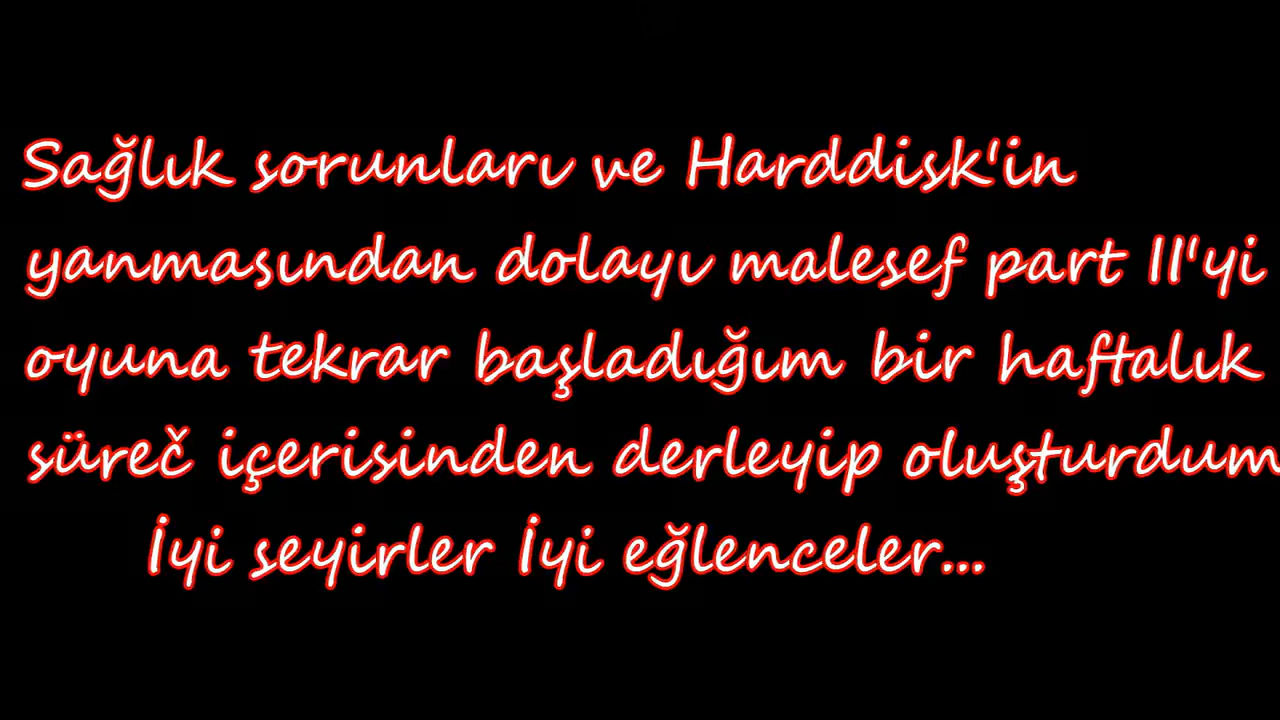 Sağlık sorunları ve Harddisk'in
yanmasından dolayı malesef part II'yi
oyuna tekrar başladığım bir haftalık
süreč içerisinden derleyip oluşturdum
İyi seyirler İyi eğlenceler...